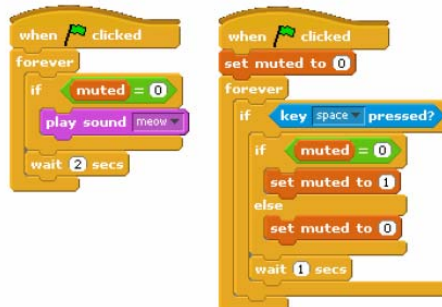 when clicked
forever
if muted = 0
play sound meow
wait 2 secs
when clicked
set muted to 0
forever
if key space pressed?
if muted = 0
set muted to 1
else
set muted to 0
wait 1 secs